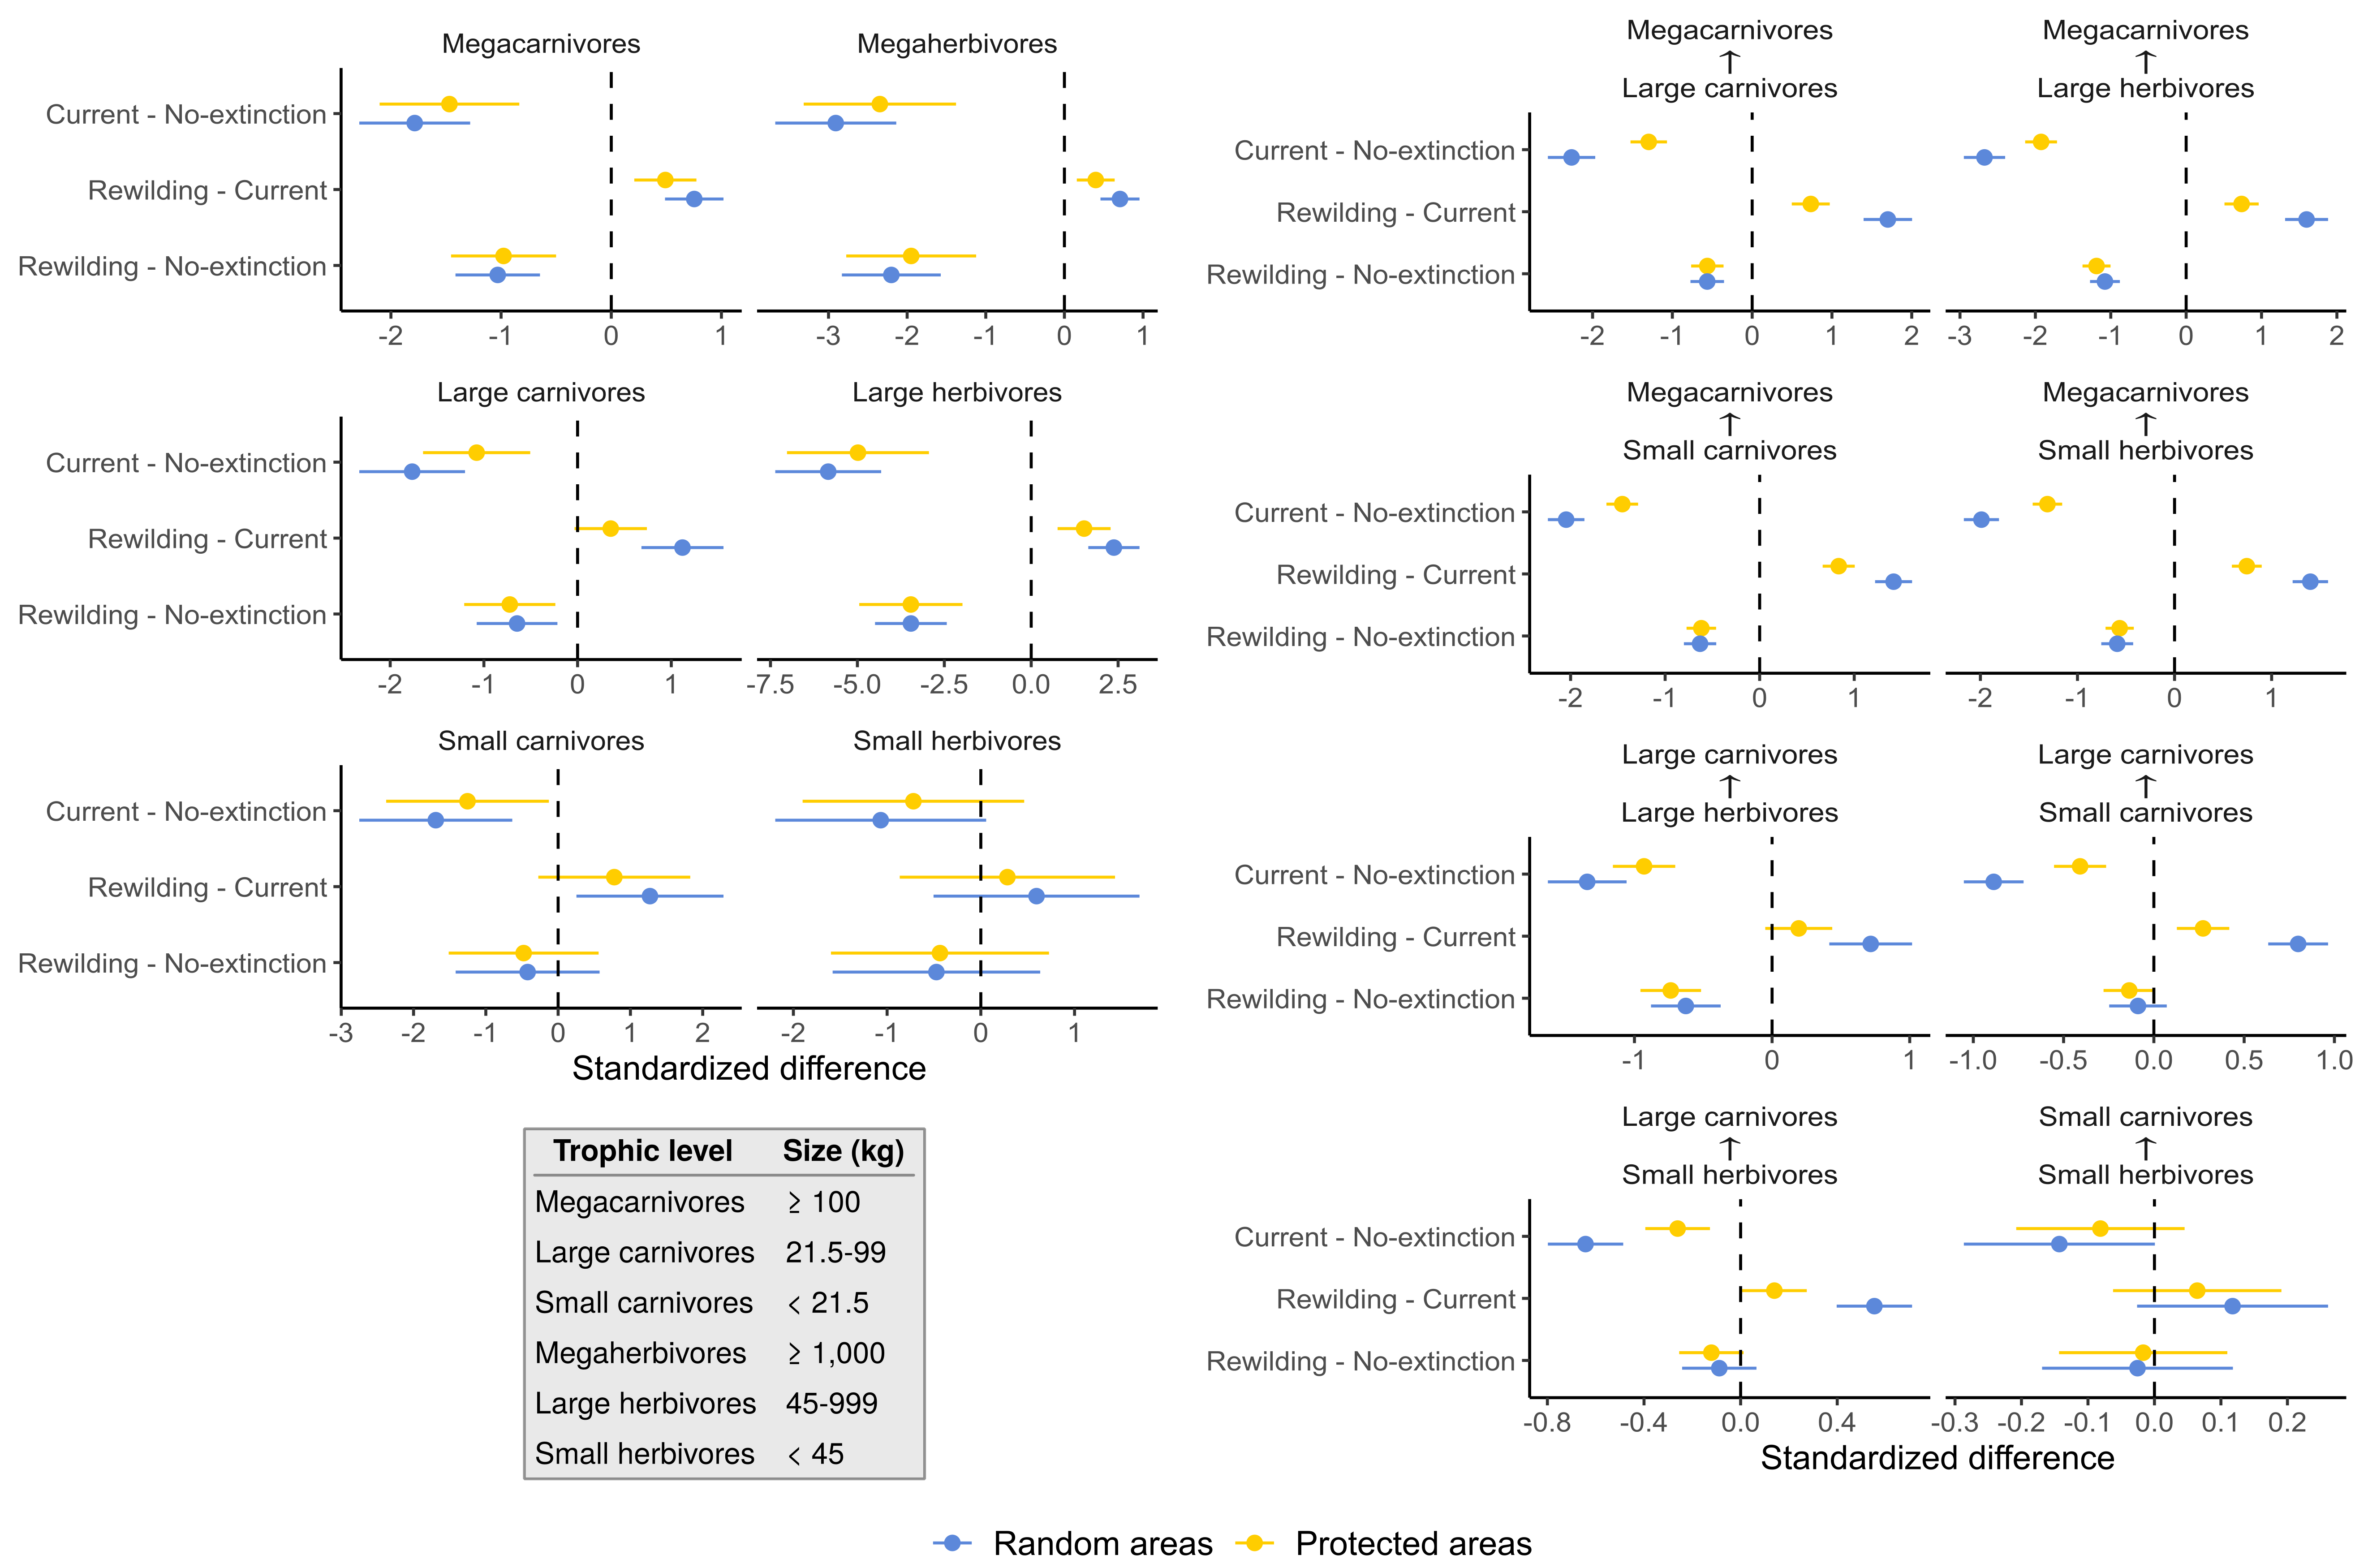 Megacarnivores Megaherbivores
Current - No-extinction
Rewilding - Current
Rewilding - No-extinction
-2 -1 0 1 -3 -2 -1 0 1
Large carnivores Large herbivores
Current - No-extinction
Rewilding - Current
Rewilding - No-extinction
-2 -1 0 1 -7.5 -5.0 -2.5 0.0 2.5
Small carnivores Small herbivores
Current - No-extinction
Rewilding - Current
Rewilding - No-extinction
-3 -2 -1 0 1 2 -2 -1 0 1
Standardized difference
Trophic level Size (kg)
Megacarnivores ≥ 100
Large carnivores 21.5-99
Small carnivores < 21.5
Megaherbivores ≥ 1,000
Large herbivores 45-999
Small herbivores < 45
Megacarnivores Megacarnivores
↑ ↑
Large carnivores Large herbivores
Current - No-extinction
Rewilding - Current
Rewilding - No-extinction
-2 -1 0 1 2 -3 -2 -1 0 1 2
Megacarnivores Megacarnivores
↑ ↑
Small carnivores Small herbivores
Current - No-extinction
Rewilding - Current
Rewilding - No-extinction
-2 -1 0 1 -2 -1 0 1
Large carnivores Large carnivores
↑ ↑
Large herbivores Small carnivores
Current - No-extinction
Rewilding - Current
Rewilding - No-extinction
-1 0 1 -1.0 -0.5 0.0 0.5 1.0
Large carnivores Small carnivores
↑ ↑
Small herbivores Small herbivores
Current - No-extinction
Rewilding - Current
Rewilding - No-extinction
-0.8 -0.4 0.0 0.4 -0.3 -0.2 -0.1 0.0 0.1 0.2
Standardized difference
Random areas Protected areas